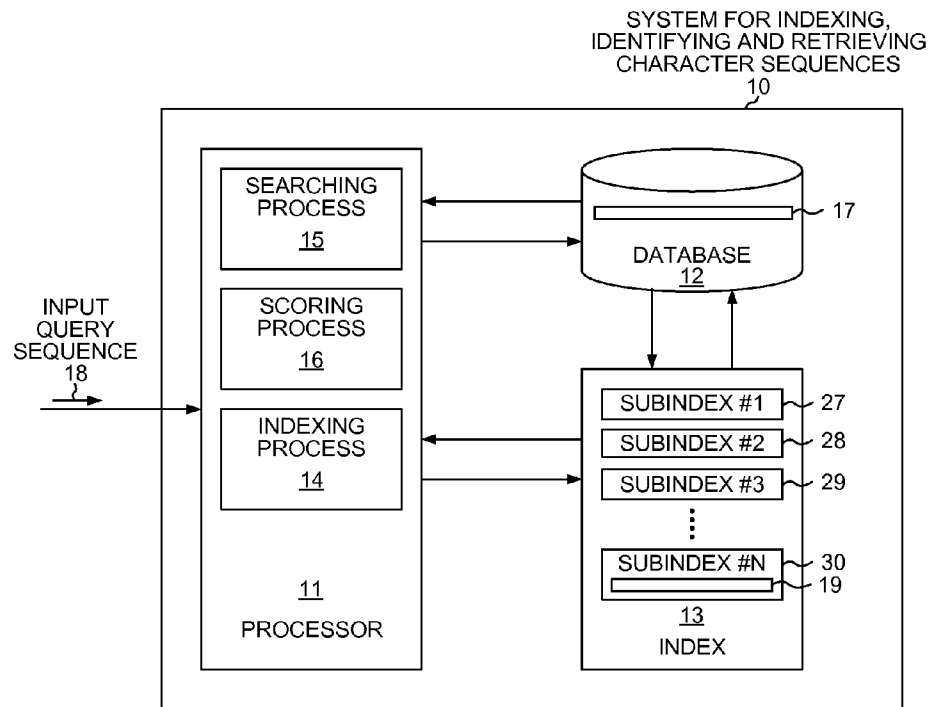 SYSTEM FOR INDEXING,
IDENTIFYING AND RETRIEVING
CHARACTER SEQUENCES
10
SEARCHING
PROCESS
15
SCORING
PROCESS
16
INDEXING
PROCESS
14
11
PROCESSOR
INPUT
QUERY
SEQUENCE
18
17
DATABASE
12
SUBINDEX #1
27
SUBINDEX #2
28
SUBINDEX #3
29
SUBINDEX #N
30
19
13
INDEX